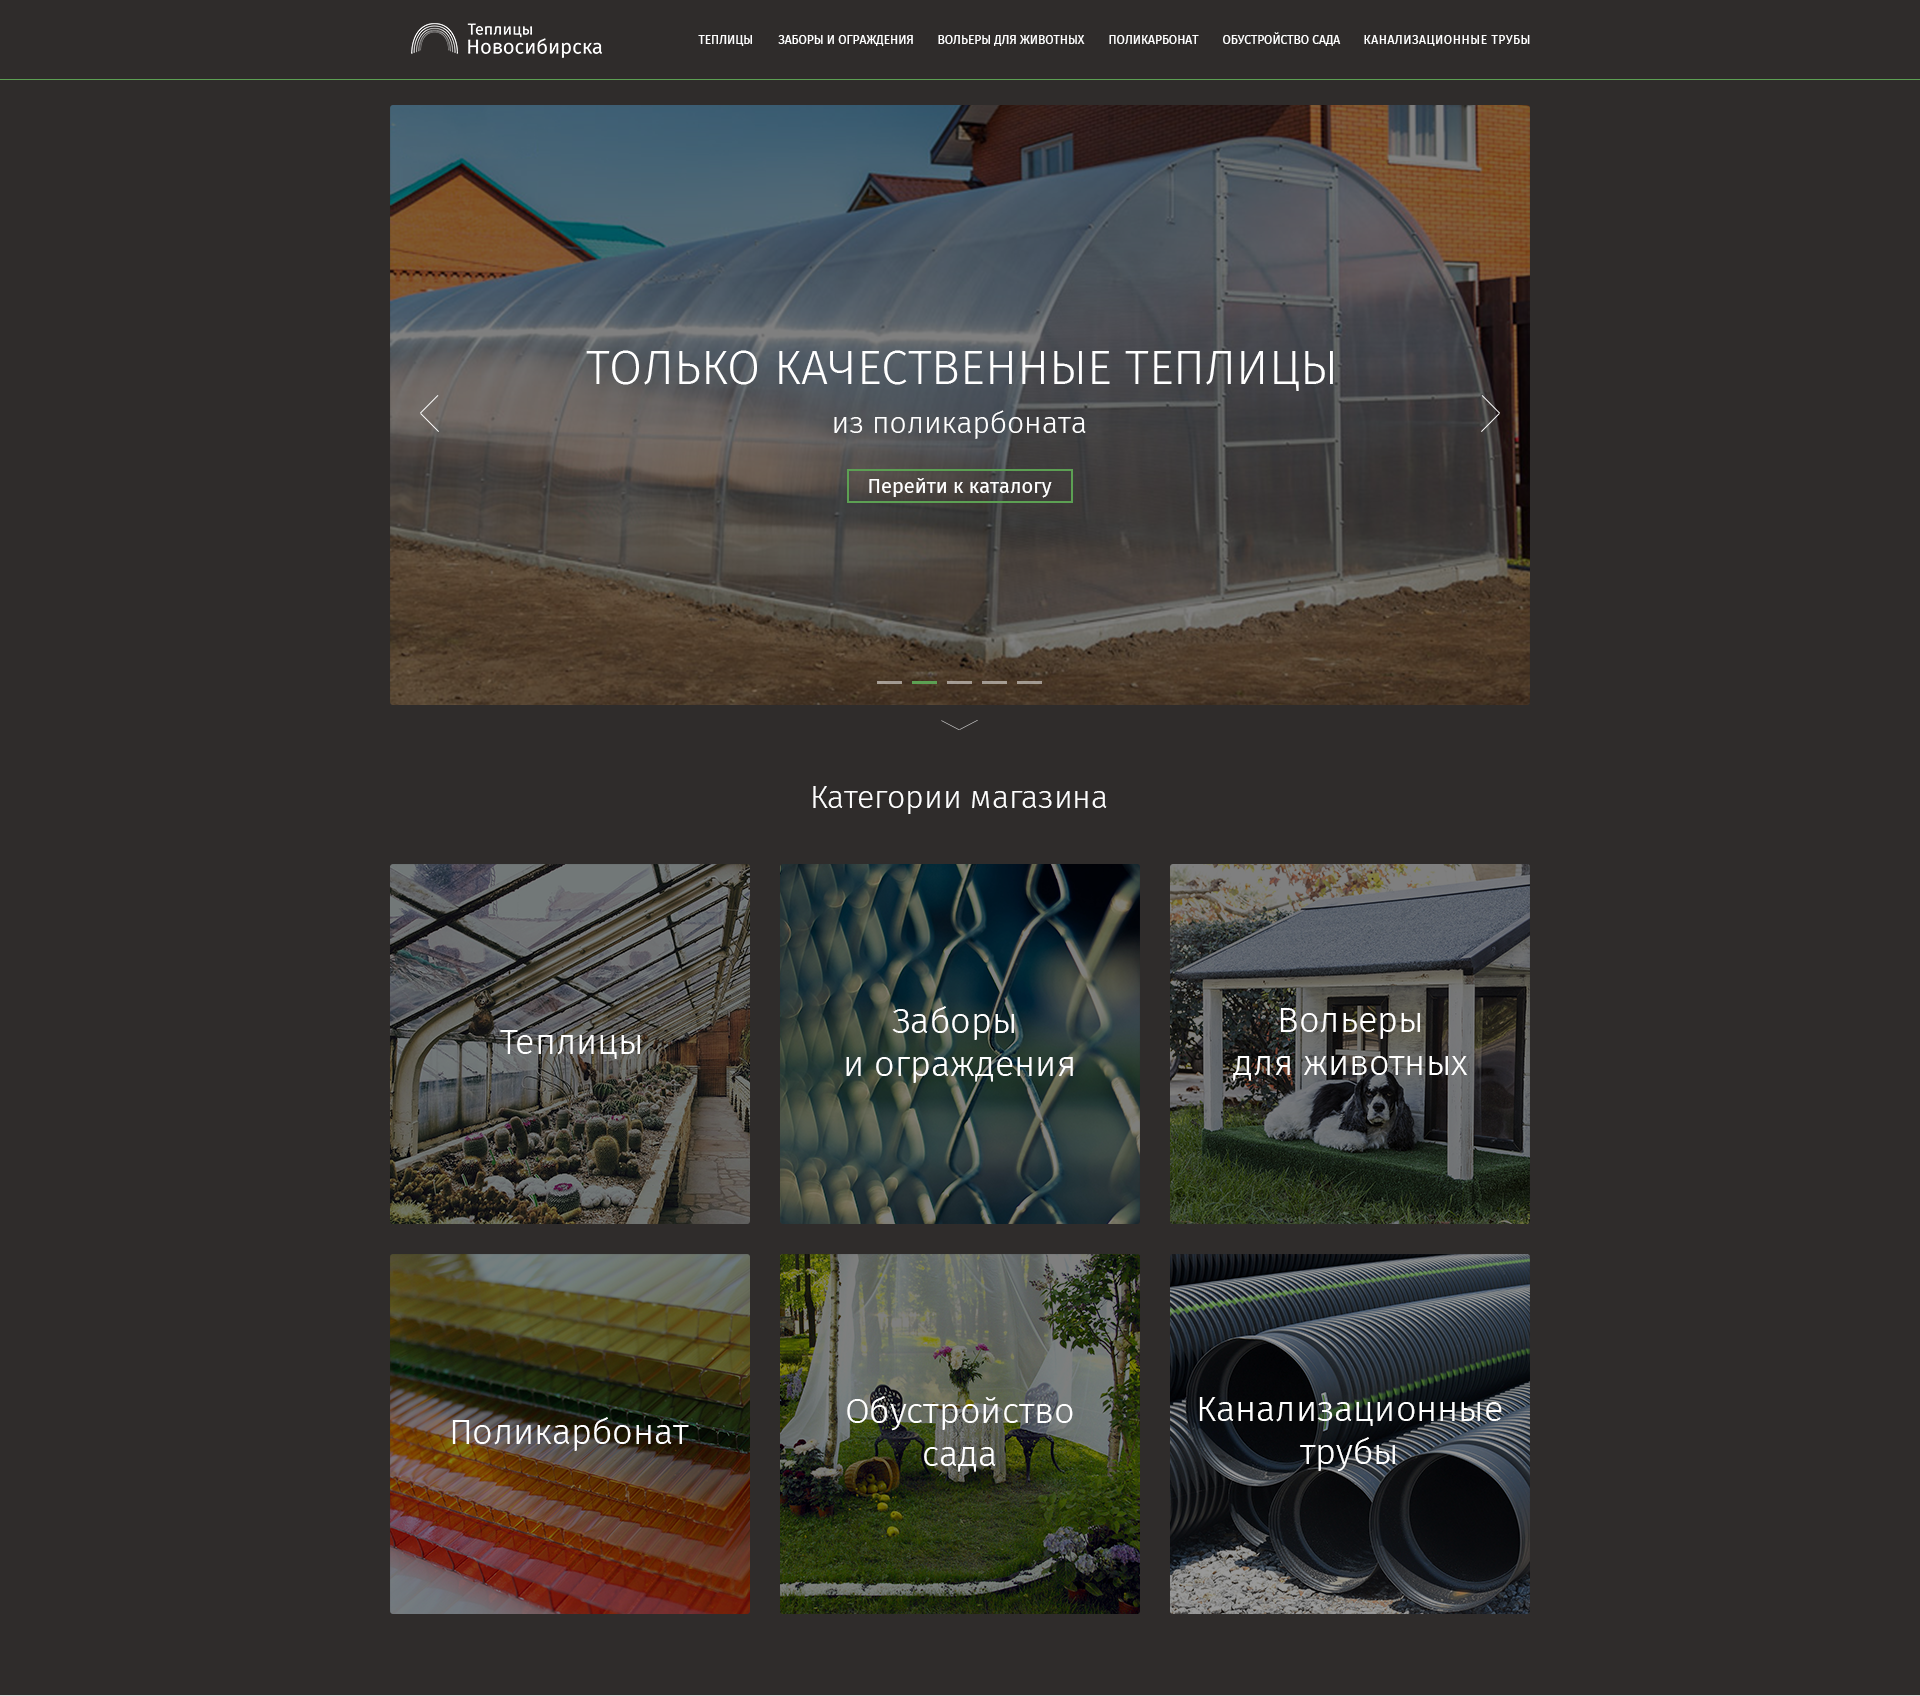 Теплицы
Новосибирска
ТЕПЛИЦЫ ЗАБОРЫ И ОГРАЖДЕНИЯ ВОЛЬЕРЫ ДЛЯ ЖИВОТНЫХ ПОЛИКАРБОНАТ ОБУСТРОЙСТВО САДА КАНАЛИЗАЦИОННЫЕ ТРУБЫ
ТОЛЬКО КАЧЕСТВЕННЫЕ ТЕПЛИЦЫ
из поликарбоната
Перейти к каталогу
Категории магазина
Теплицы
Заборы
и ограждения
Вольеры
для животных
Поликарбонат
Обустройство
сада
Канализационные
трубы